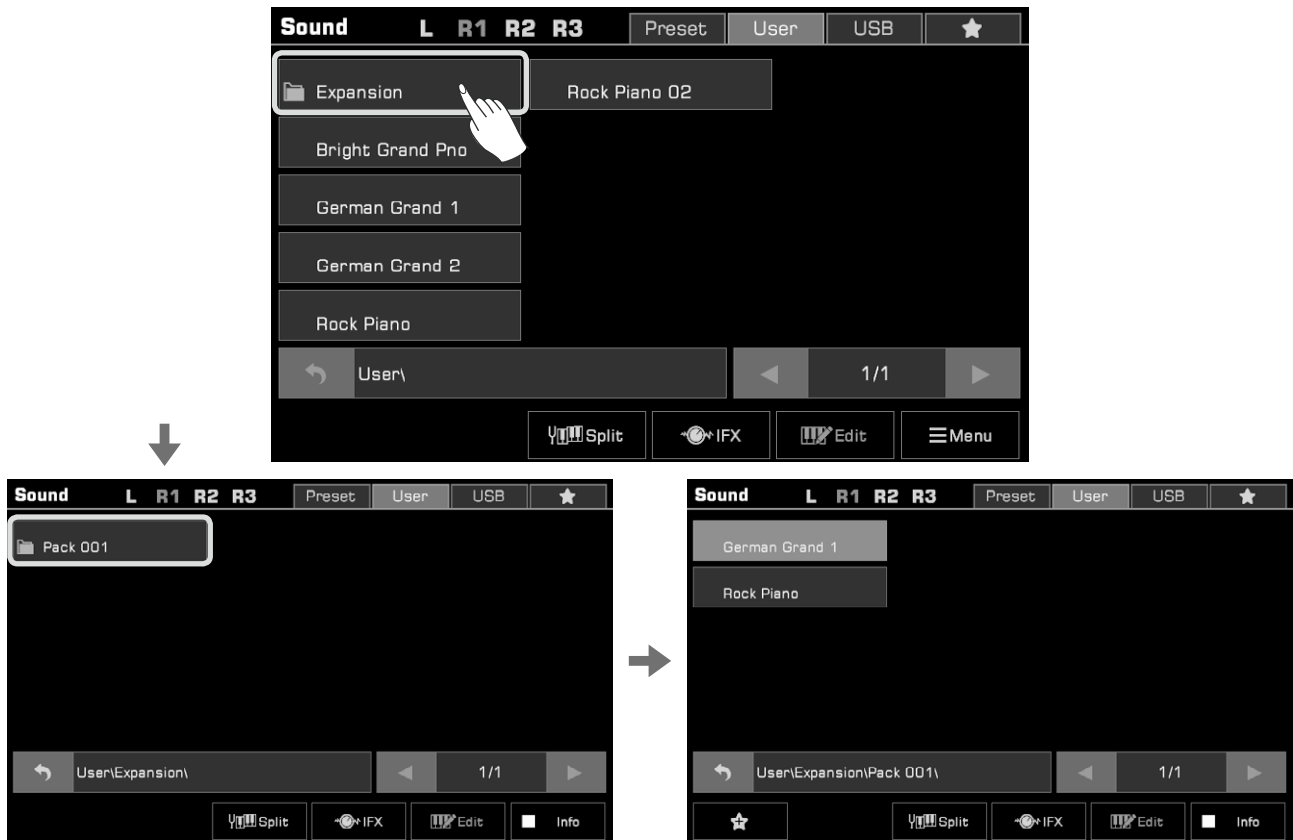 Sound L R1 R2 R3 Preset User USB
Expansion Rock Piano 02
Bright Grand Pno
German Grand 1
German Grand 2
Rock Piano
User\ 1/1
Split IFX Edit Menu
Sound L R1 R2 R3 Preset User USB
Pack 001
User\Expansion\ 1/1
Split IFX Edit Info
Sound L R1 R2 R3 Preset User USB
German Grand 1
Rock Piano
User\Expansion\Pack 001\ 1/1
Split IFX Edit Info